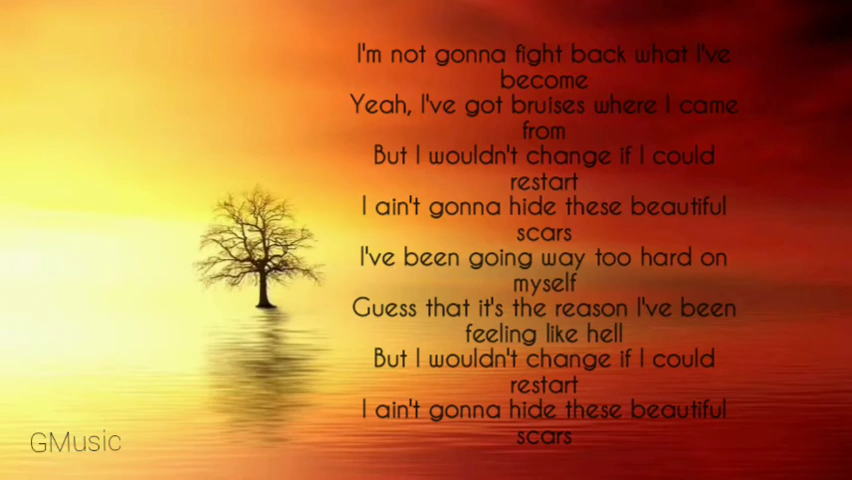 I'm not gonna fight back what I've
become
Yeah, I've got bruises where I came
from
But I wouldn't change if I could
restart
I ain't gonna hide these beautiful
scars
I've been going way too hard on
myself
Guess that it's the reason I've been
feeling like hell
But I wouldn't change if I could
restart
I ain't gonna hide these beautiful
scars
GMusic